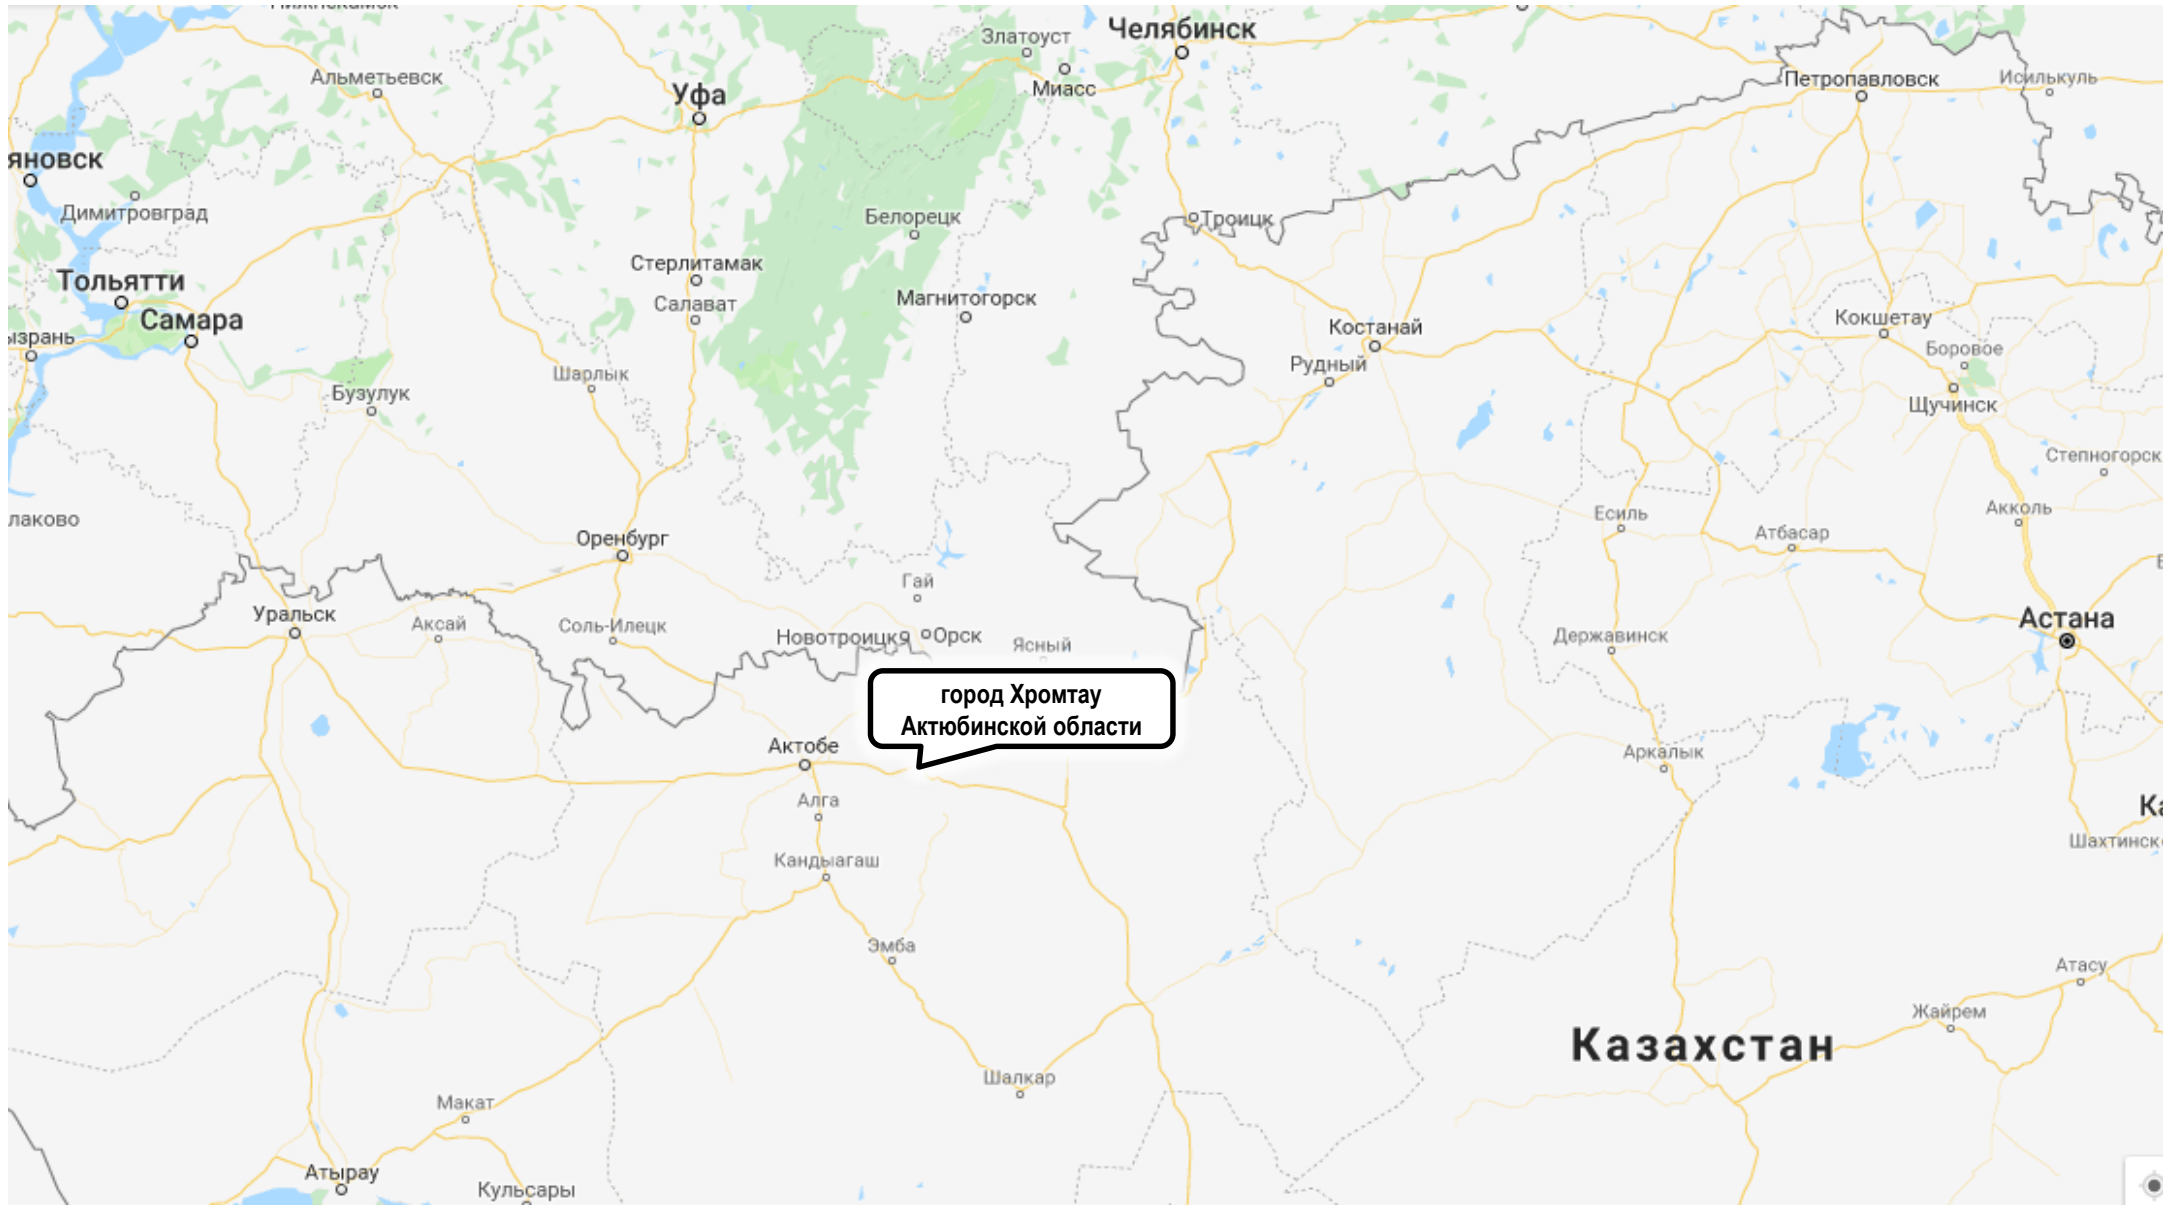 Челябинск
Златоуст
Миасс
Альметьевск
Уфа
Петропавловск
Исилькуль
яновск
Димитровград
Белорецк
Троицк
Стерлитамак
Салават
Магнитогорск
Тольятти
Самара
ызрань
Костанай
Рудный
Кокшетау
Боровое
Щучинск
Шарлык
Бузулук
Степногорск
лаково
Есиль
Акколь
Атбасар
Оренбург
Гай
Уральск
Аксай
Соль-Илецк
Новотроицк
Орск
Ясный
Державинск
Астана
город Хромтау
Актюбинской области
Актобе
Аркалык
Алга
Ка
Шахтинск
Кандыагаш
Эмба
Атасу
Жайрем
Казахстан
Шалкар
Макат
Атырау
Кульсары